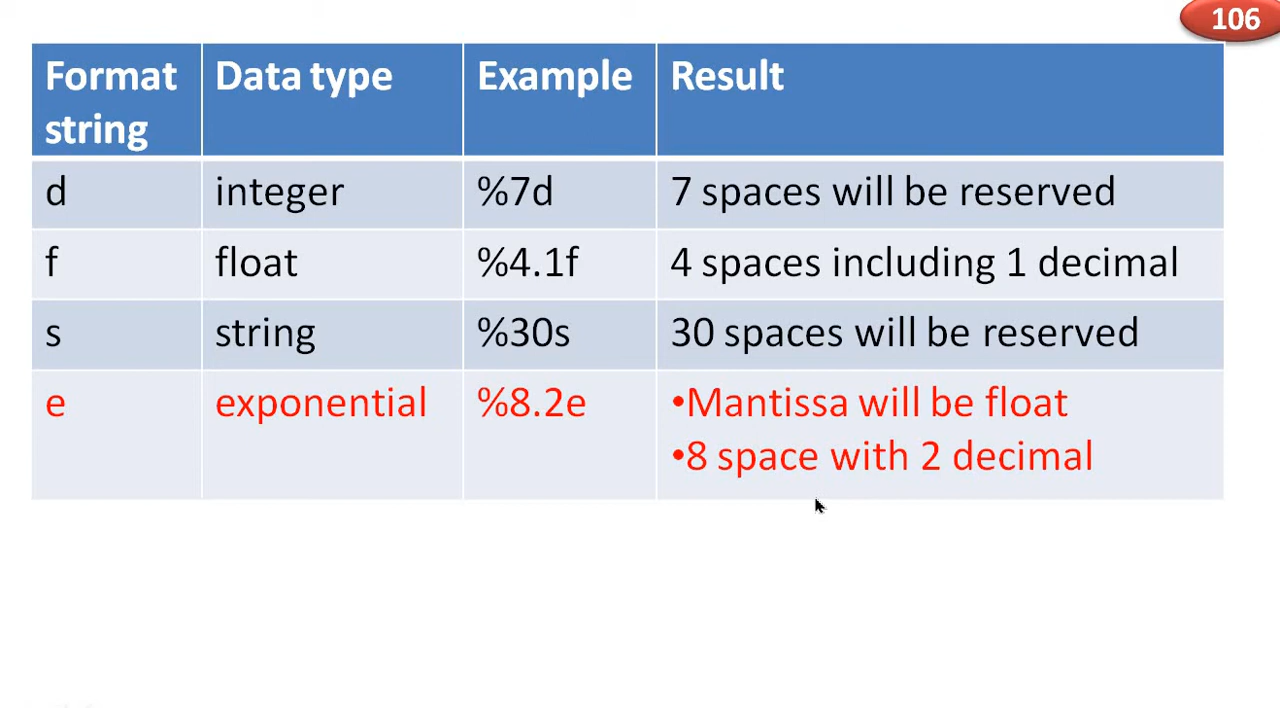 106
Format string Data type Example Result
d integer %7d 7 spaces will be reserved
f float %4.1f 4 spaces including 1 decimal
s string %30s 30 spaces will be reserved
e exponential %8.2e •Mantissa will be float
•8 space with 2 decimal